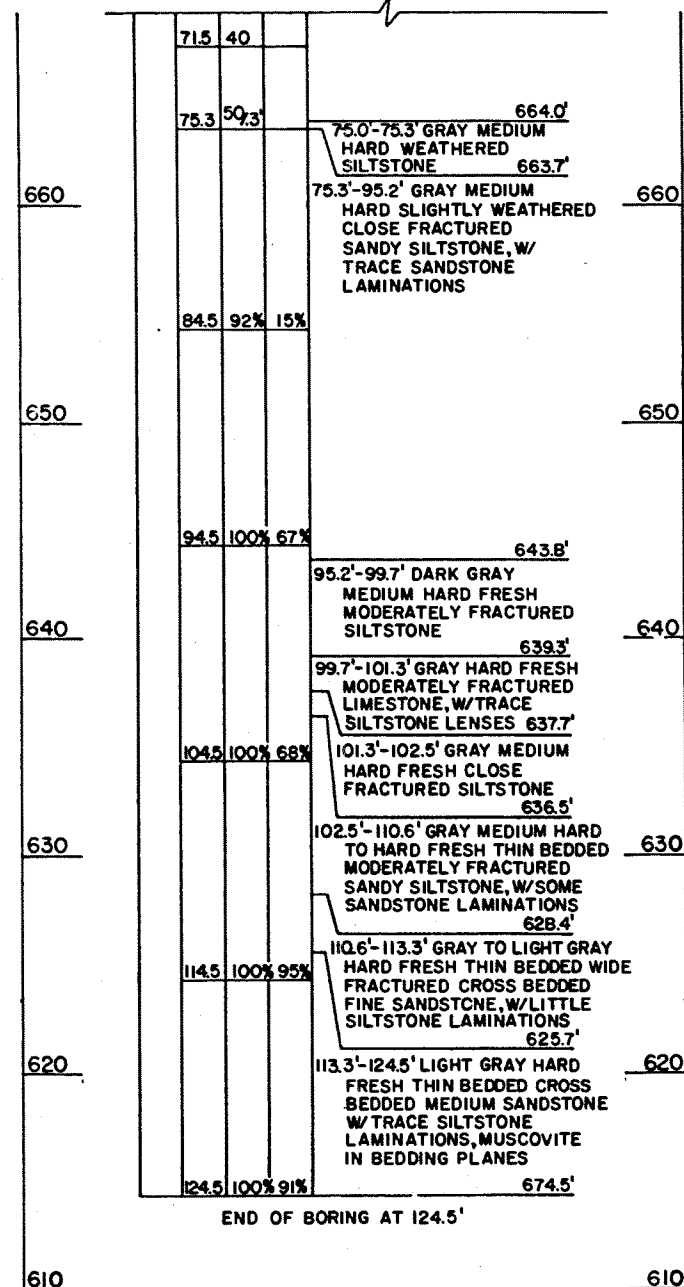 71.5 40
75.3 50/.3'
664.0'
75.0'-75.3' GRAY MEDIUM
HARD WEATHERED
SILTSTONE 663.7'
660
660
75.3'-95.2' GRAY MEDIUM
HARD SLIGHTLY WEATHERED
CLOSE FRACTURED
SANDY SILTSTONE, W/
TRACE SANDSTONE
LAMINATIONS
84.5 92% 15%
650
650
94.5 100% 67%
643.8'
95.2'-99.7' DARK GRAY
MEDIUM HARD FRESH
MODERATELY FRACTURED
SILTSTONE
640
640
639.3'
99.7'-101.3' GRAY HARD FRESH
MODERATELY FRACTURED
LIMESTONE, W/TRACE
SILTSTONE LENSES 637.7'
104.5 100% 68%
101.3'-102.5' GRAY MEDIUM
HARD FRESH CLOSE
FRACTURED SILTSTONE
636.5'
630
630
102.5'-110.6' GRAY MEDIUM HARD
TO HARD FRESH THIN BEDDED
MODERATELY FRACTURED
SANDY SILTSTONE, W/SOME
SANDSTONE LAMINATIONS
628.4'
114.5 100% 95%
110.6'-113.3' GRAY TO LIGHT GRAY
HARD FRESH THIN BEDDED WIDE
FRACTURED CROSS BEDDED
FINE SANDSTONE, W/LITTLE
SILTSTONE LAMINATIONS
625.7'
620
620
113.3'-124.5' LIGHT GRAY HARD
FRESH THIN BEDDED CROSS
BEDDED MEDIUM SANDSTONE
W/TRACE SILTSTONE
LAMINATIONS, MUSCOVITE
IN BEDDING PLANES
124.5 100% 91%
674.5'
END OF BORING AT 124.5'
610
610